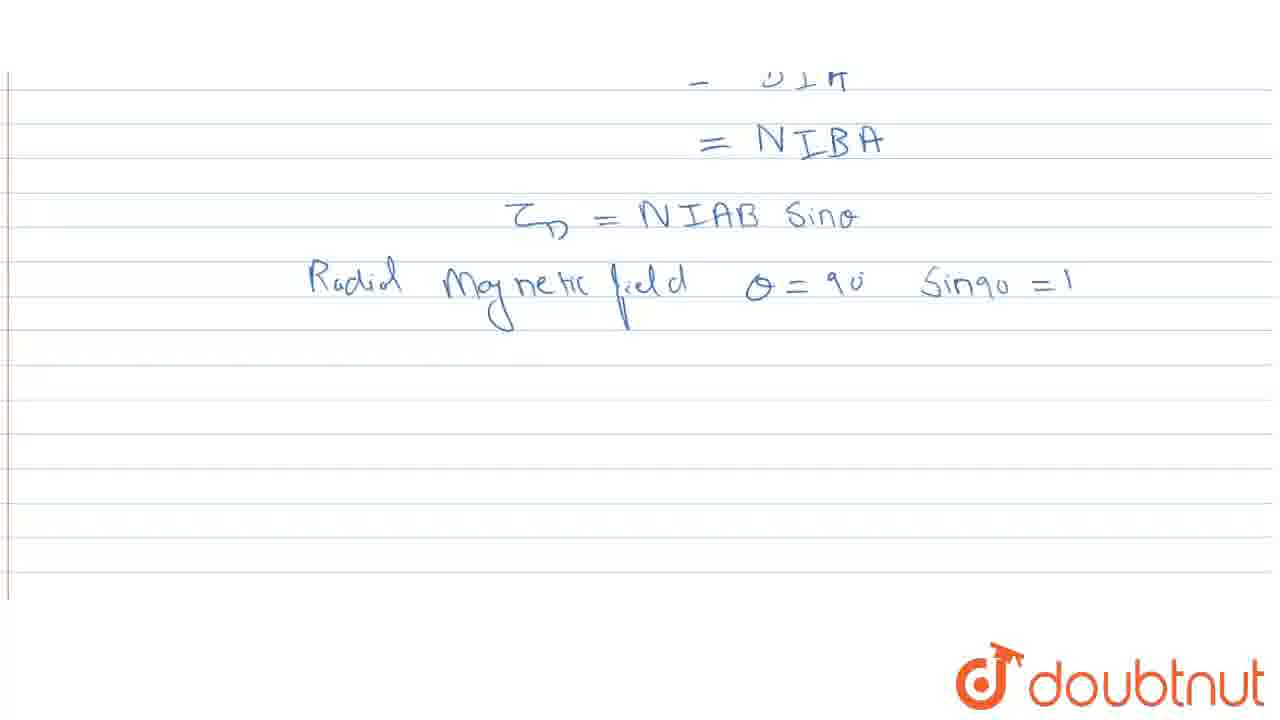 = NIBA
τD = NIAB Sinθ
Radial Magnetic field θ = 90 Sin90 = 1
doubtnut